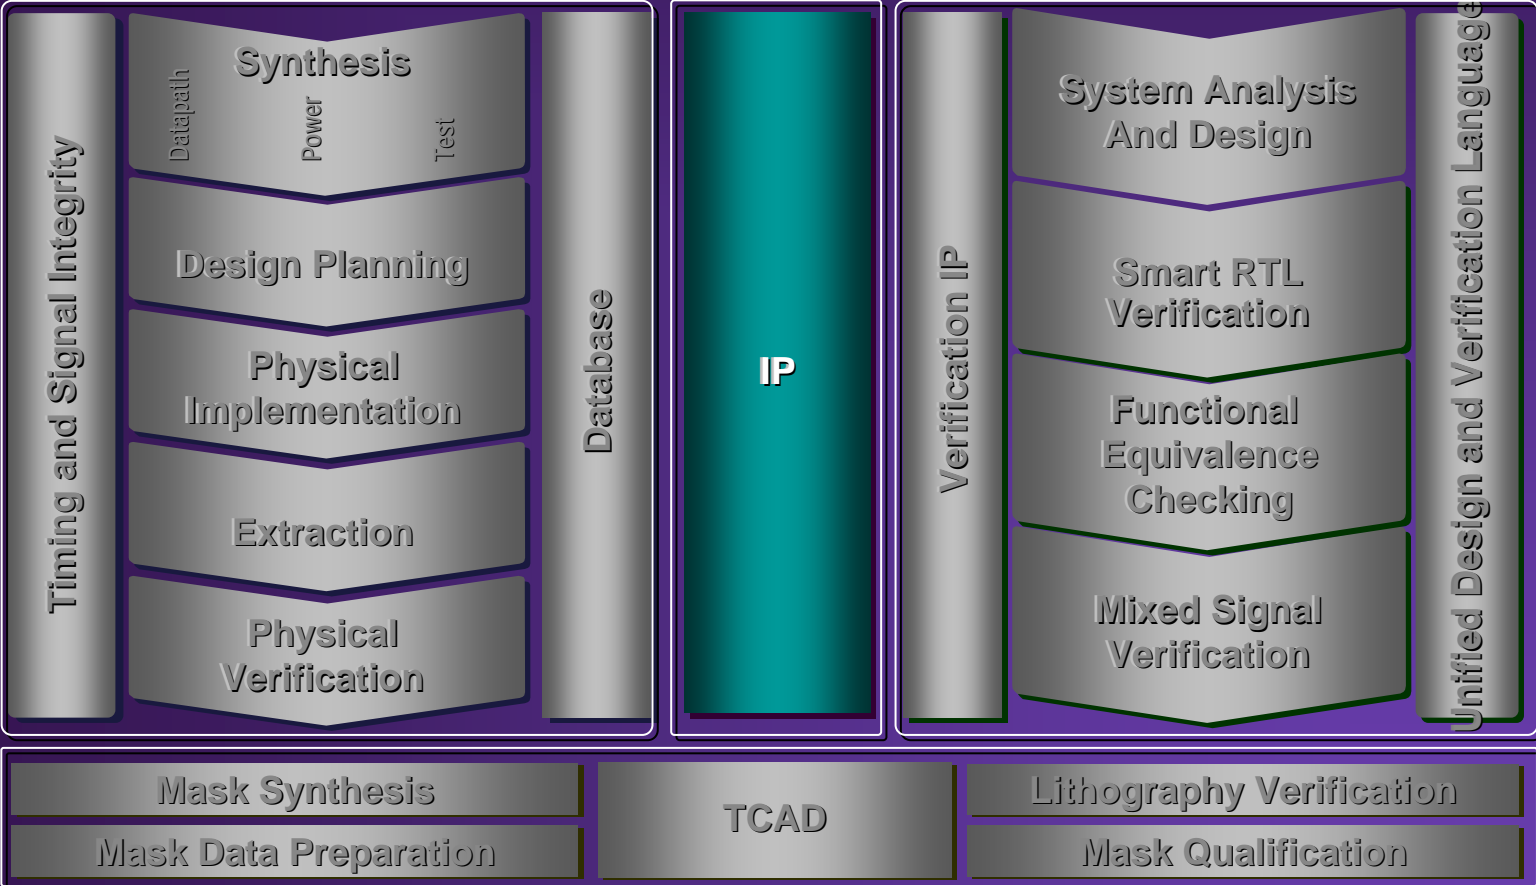 Timing and Signal Integrity
Synthesis
Datapath
Power
Test
Design Planning
Physical
Implementation
Extraction
Physical
Verification
Database
IP
Verification IP
System Analysis
And Design
Smart RTL
Verification
Functional
Equivalence
Checking
Mixed Signal
Verification
Unified Design and Verification Language
Mask Synthesis
Mask Data Preparation
TCAD
Lithography Verification
Mask Qualification